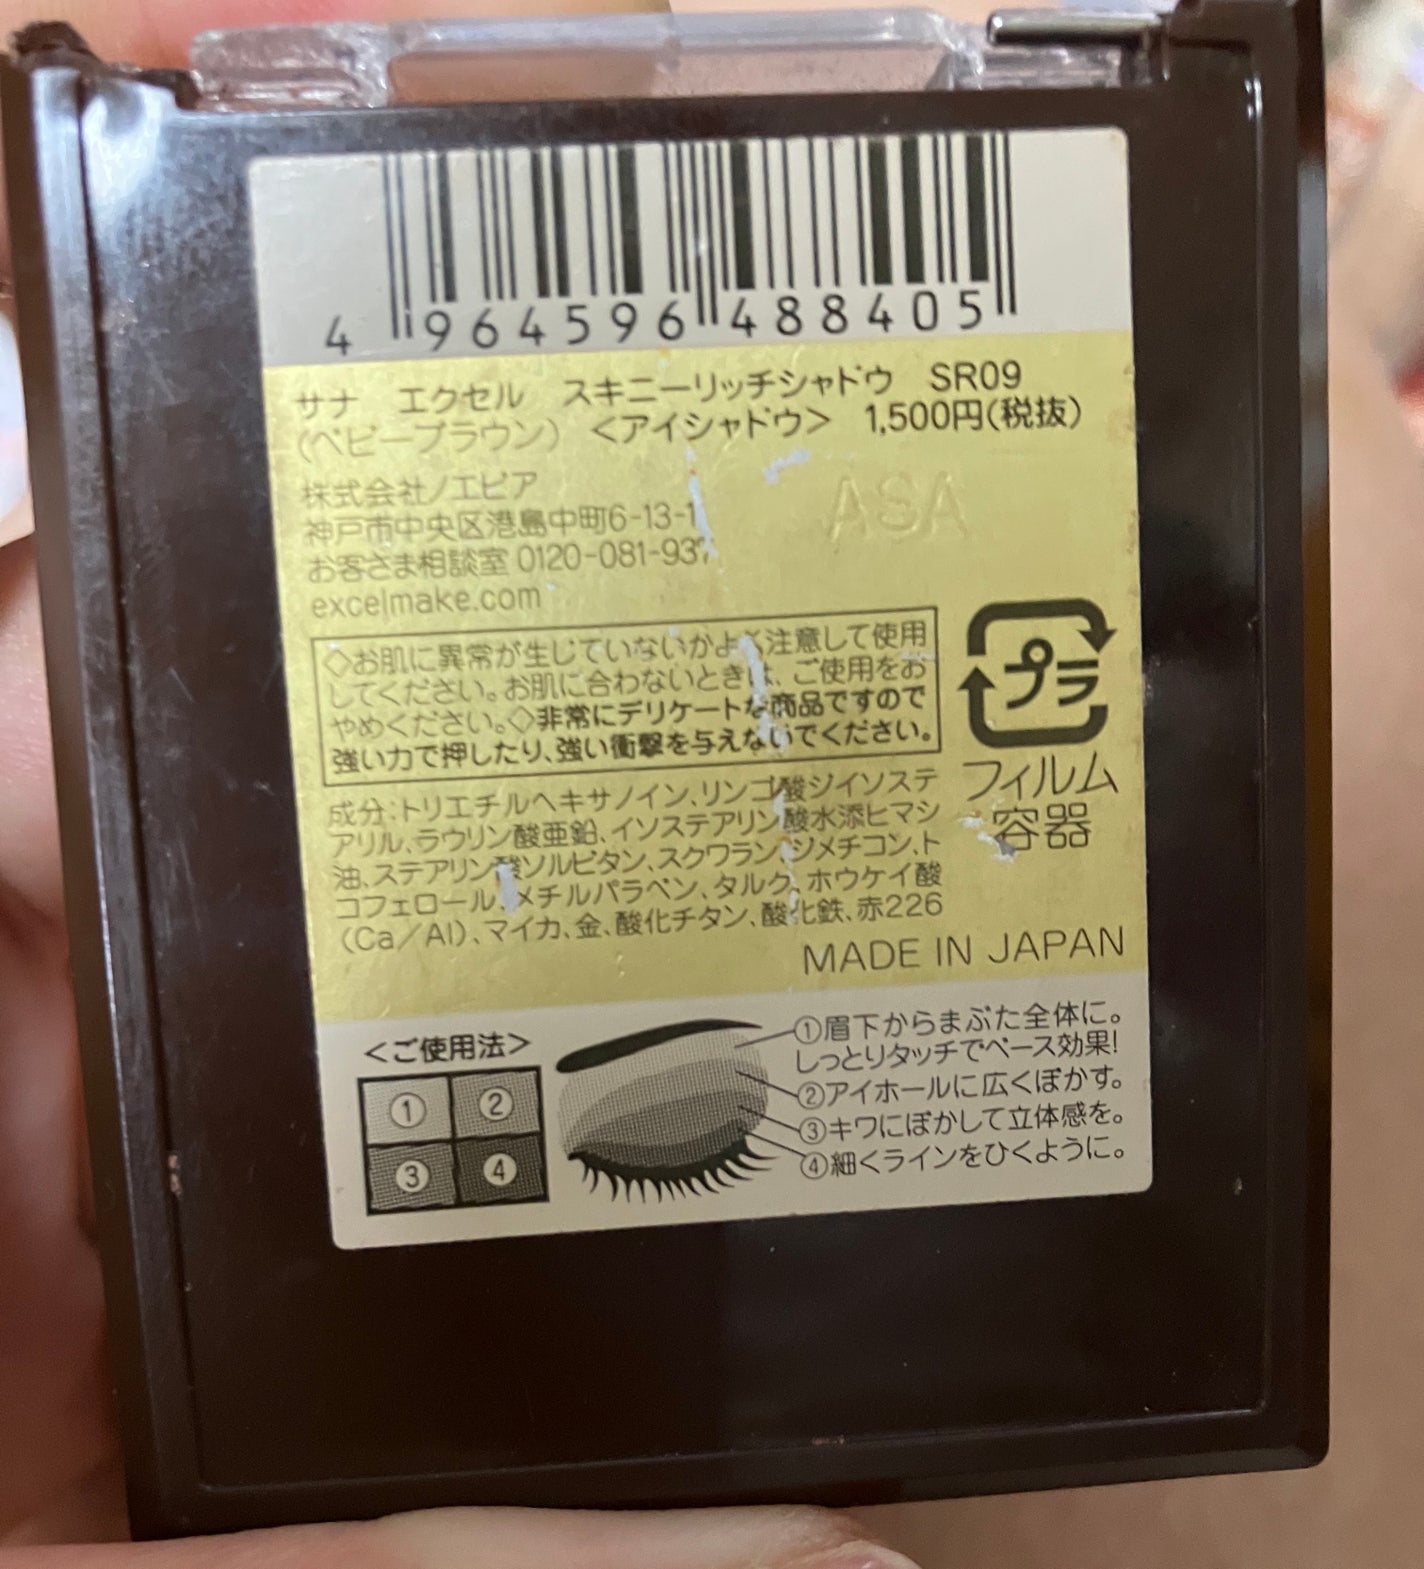 4 964596 488405
サナ エクセル スキニーリッチシャドウ SR09
(ベビーブラウン) <アイシャドウ> 1,500円(税抜)
株式会社ノエビア
神戸市中央区港島中町6-13-1
お客さま相談室 0120-081-937
excelmake.com
ASA
◇お肌に異常が生じていないかよく注意して使用
してください。お肌に合わないときは、ご使用をお
やめください。◇非常にデリケートな商品ですので
強い力で押したり、強い衝撃を与えないでください。
プラ
フィルム
容器
成分:トリエチルヘキサノイン、リンゴ酸ジイソステ
アリル、ラウリン酸亜鉛、イソステアリン酸水添ヒマシ
油、ステアリン酸ソルビタン、スクワラン、ジメチコン、ト
コフェロール、メチルパラベン、タルク、ホウケイ酸
(Ca/Al)、マイカ、金、酸化チタン、酸化鉄、赤226
MADE IN JAPAN
<ご使用法>
① ②
③ ④
①眉下からまぶた全体に。
しっとりタッチでベース効果!
②アイホールに広くぼかす。
③キワにぼかして立体感を。
④細くラインをひくように。